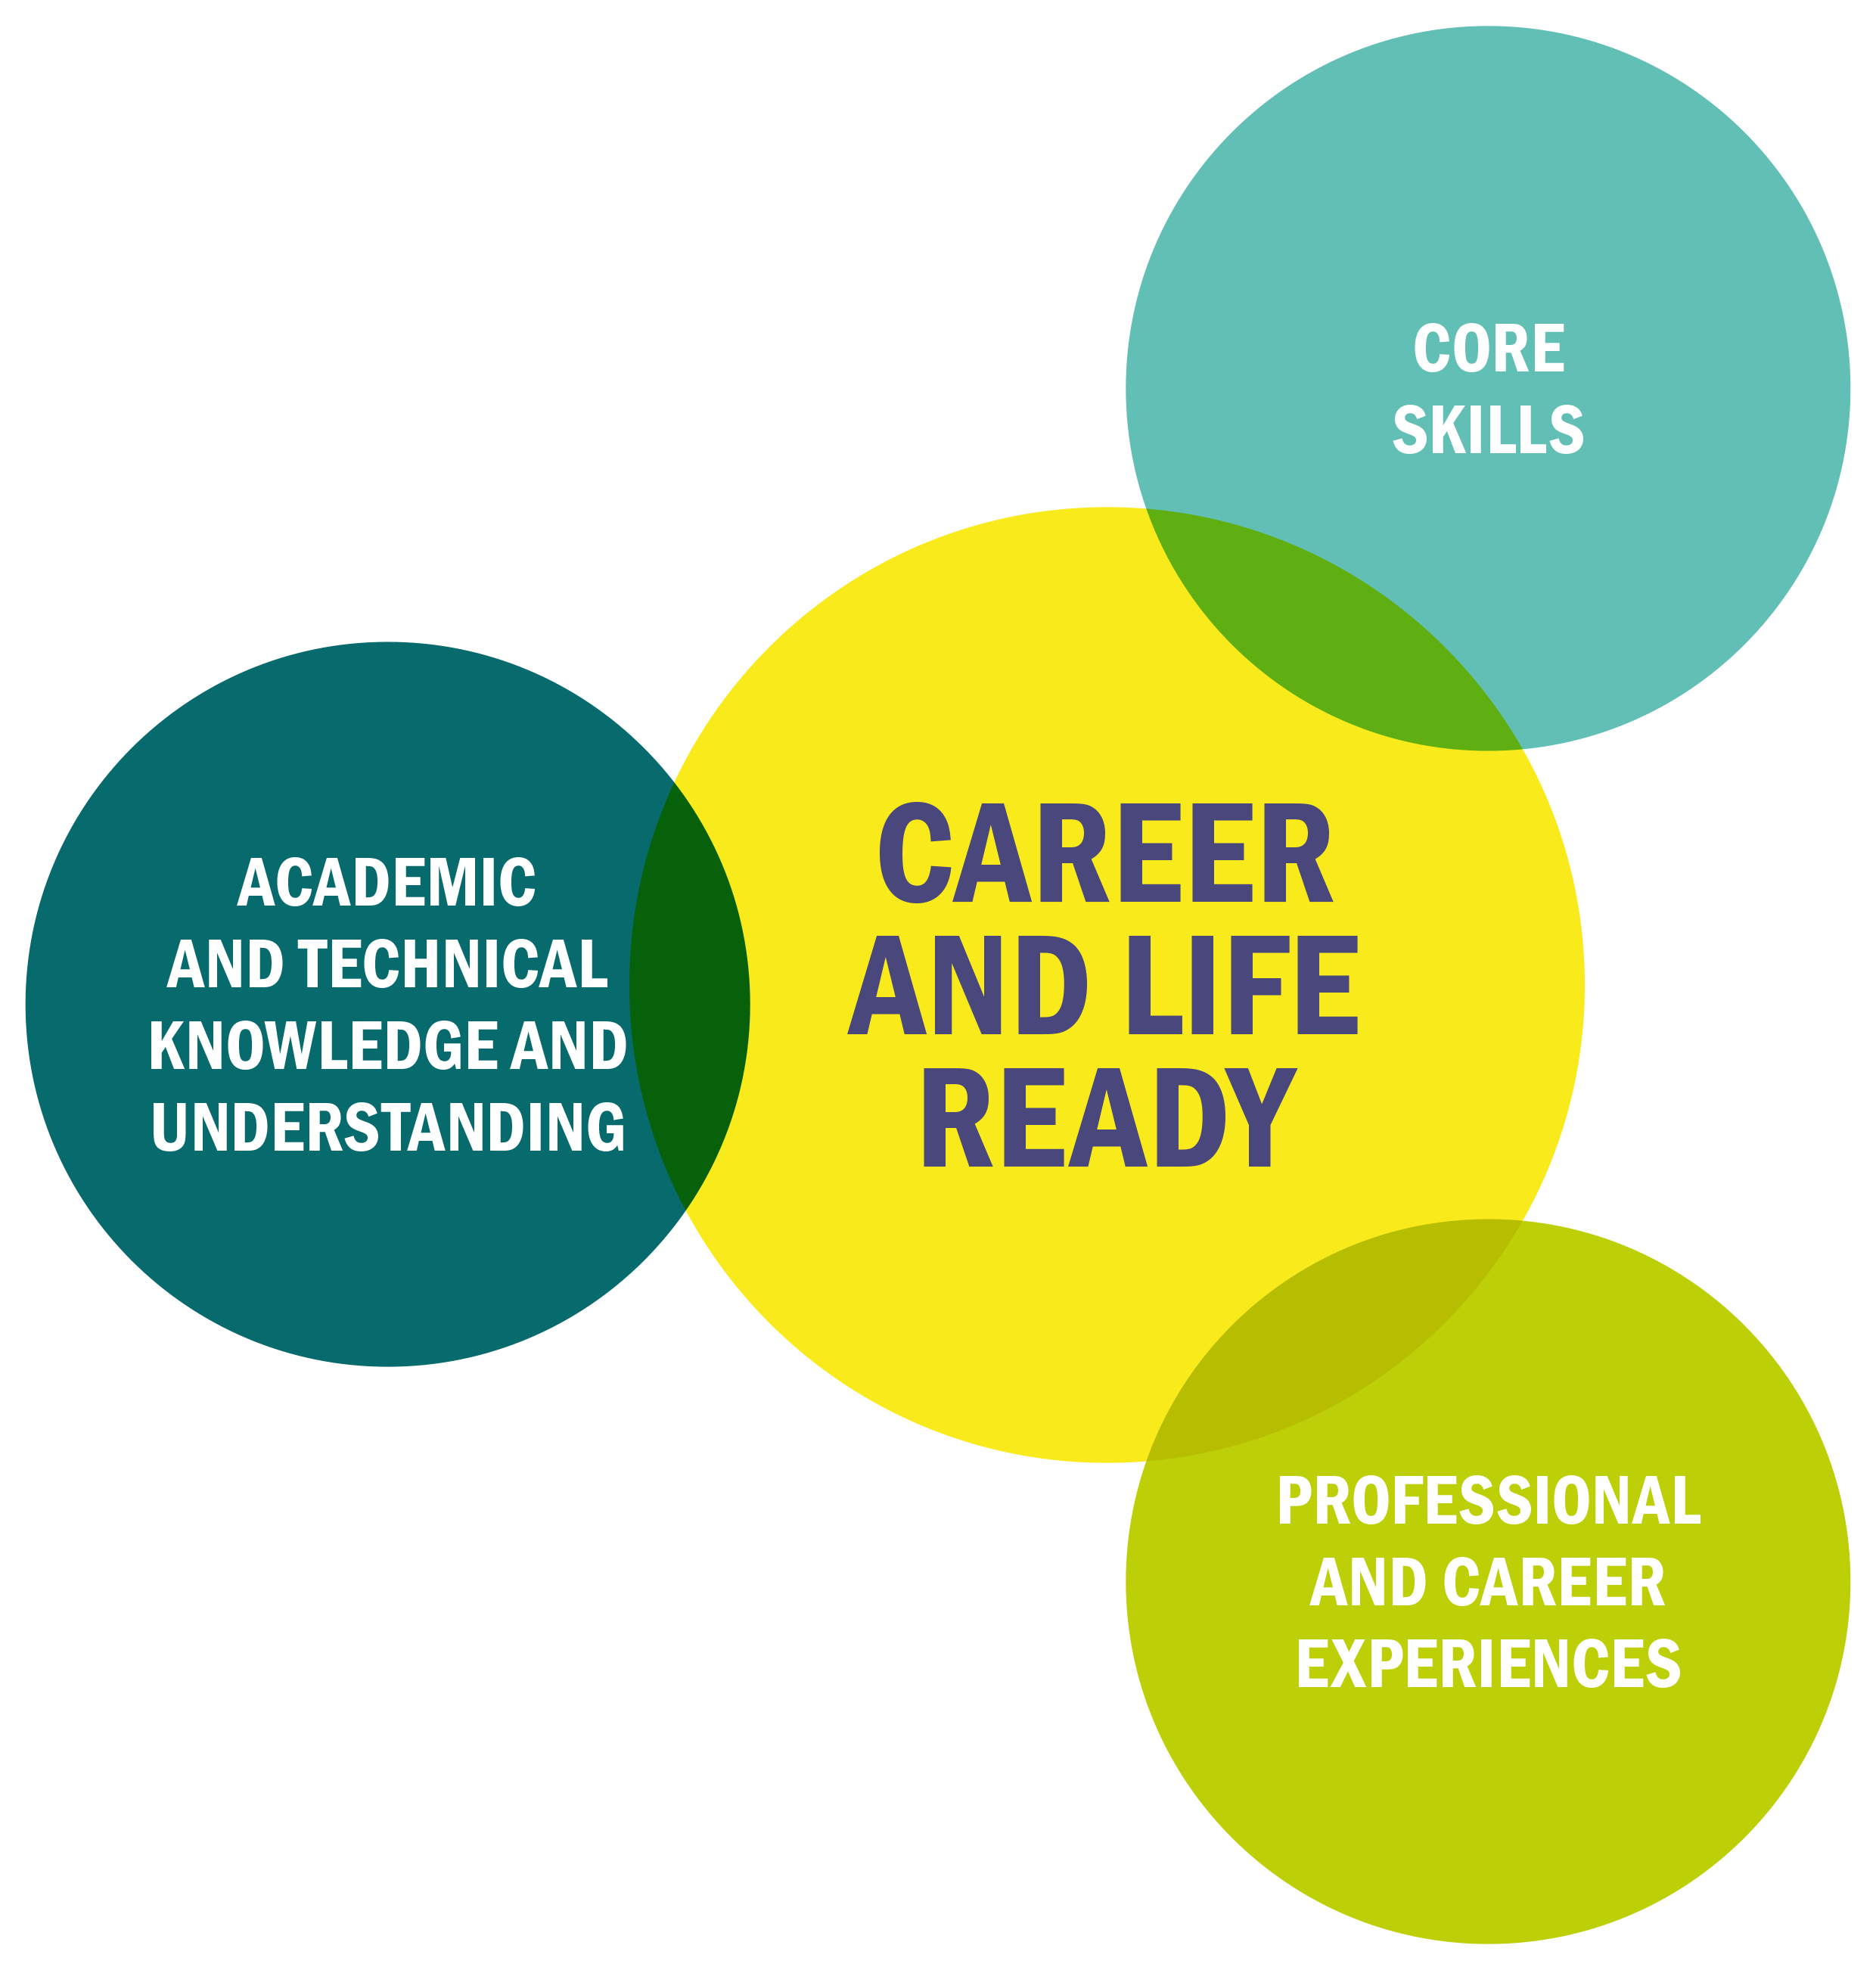 CORE
SKILLS
CAREER
AND LIFE
READY
ACADEMIC
AND TECHNICAL
KNOWLEDGE AND
UNDERSTANDING
PROFESSIONAL
AND CAREER
EXPERIENCES